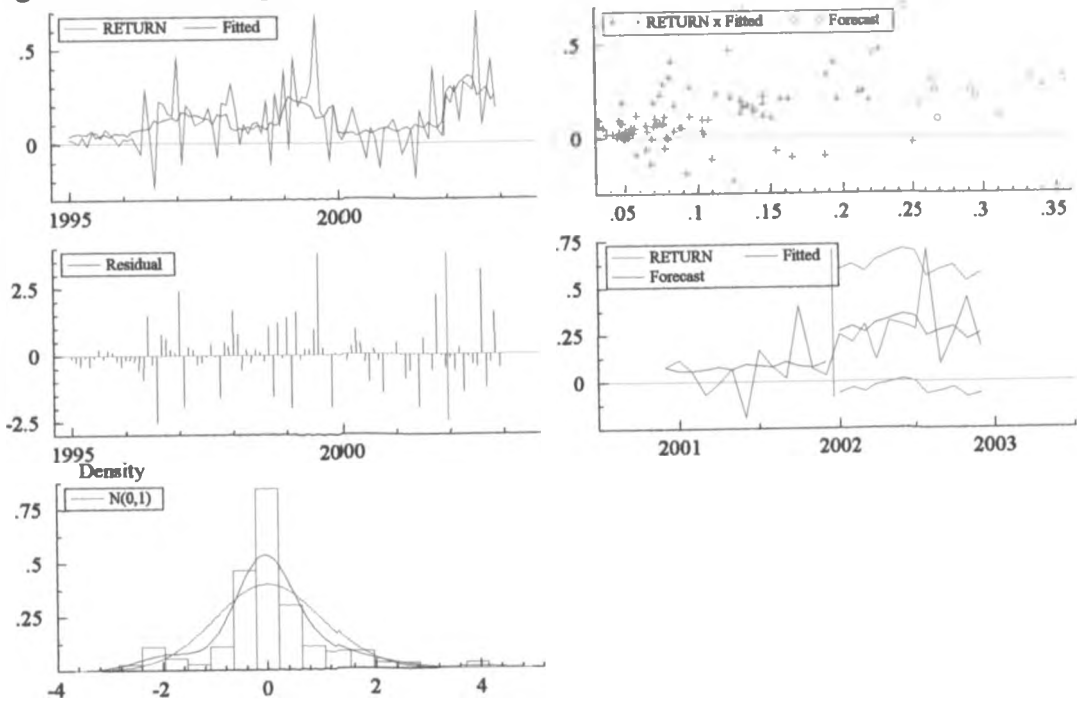 RETURN Fitted
.5
0
1995 2000
RETURN x Fitted Forecast
.5
0
.05 .1 .15 .2 .25 .3 .35
Residual
2.5
0
-2.5
1995 2000
RETURN Fitted
Forecast
.75
.5
0.25
0
2001 2002 2003
Density
N(0,1)
.75
.5
.25
-4 -2 0 2 4